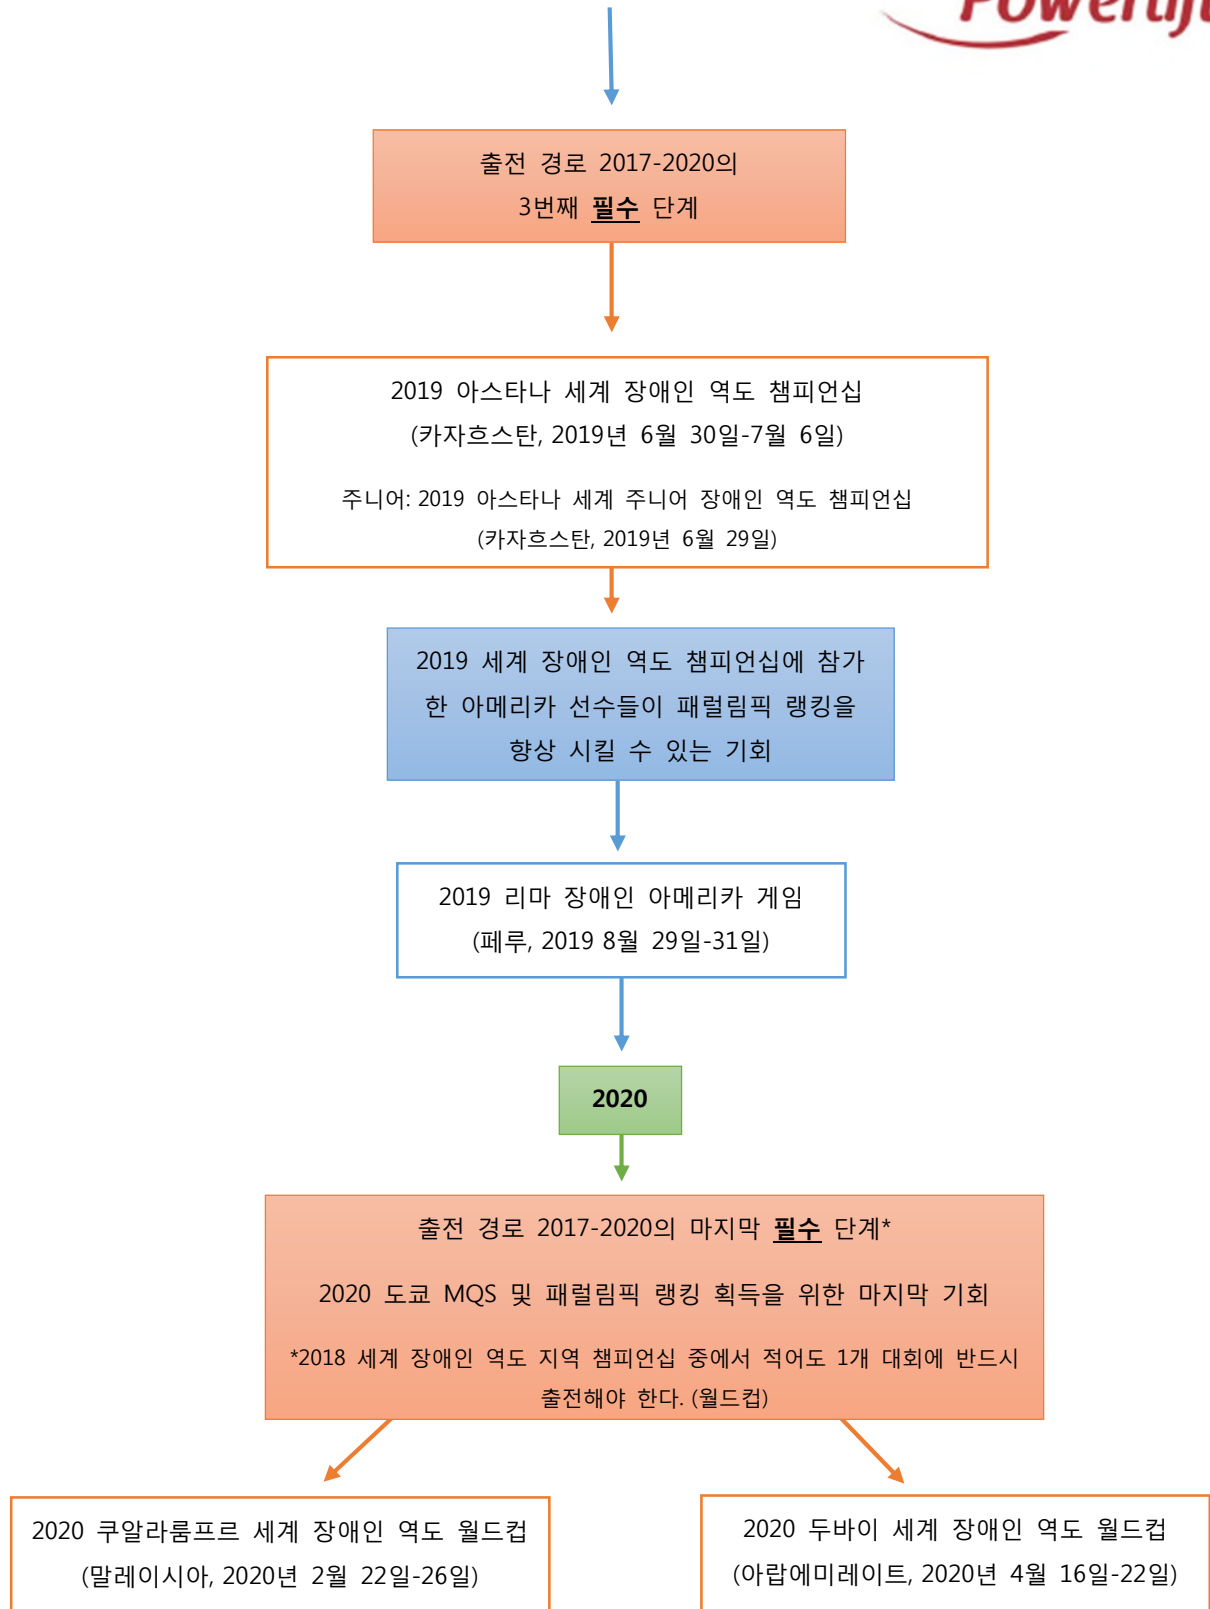 출전 경로 2017-2020의
3번째 필수 단계
2019 아스타나 세계 장애인 역도 챔피언십
(카자흐스탄, 2019년 6월 30일-7월 6일)
주니어: 2019 아스타나 세계 주니어 장애인 역도 챔피언십
(카자흐스탄, 2019년 6월 29일)
2019 세계 장애인 역도 챔피언십에 참가
한 아메리카 선수들이 패럴림픽 랭킹을
향상 시킬 수 있는 기회
2019 리마 장애인 아메리카 게임
(페루, 2019 8월 29일-31일)
2020
출전 경로 2017-2020의 마지막 필수 단계*
2020 도쿄 MQS 및 패럴림픽 랭킹 획득을 위한 마지막 기회
*2018 세계 장애인 역도 지역 챔피언십 중에서 적어도 1개 대회에 반드시
출전해야 한다. (월드컵)
2020 쿠알라룸프르 세계 장애인 역도 월드컵
(말레이시아, 2020년 2월 22일-26일)
2020 두바이 세계 장애인 역도 월드컵
(아랍에미레이트, 2020년 4월 16일-22일)